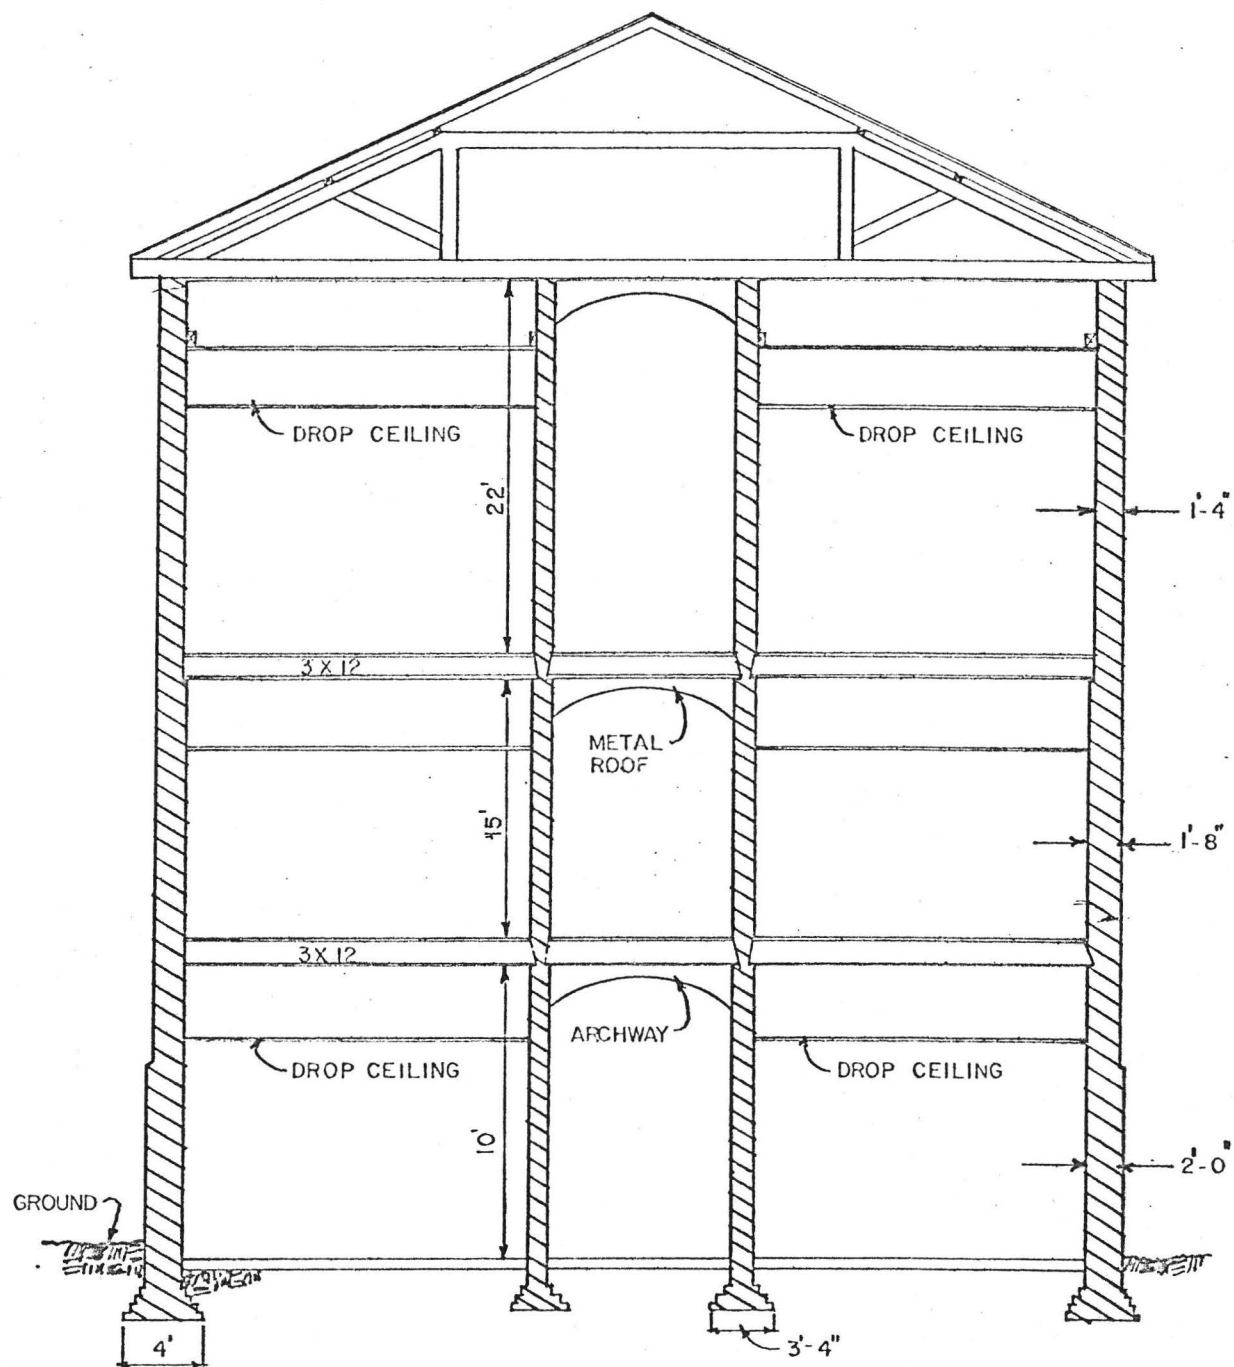 DROP CEILING
DROP CEILING
22'
1'-4"
3 X 12
METAL
ROOF
15'
1'-8"
3 X 12
ARCHWAY
DROP CEILING
DROP CEILING
10'
2'-0"
GROUND
4'
3'-4"